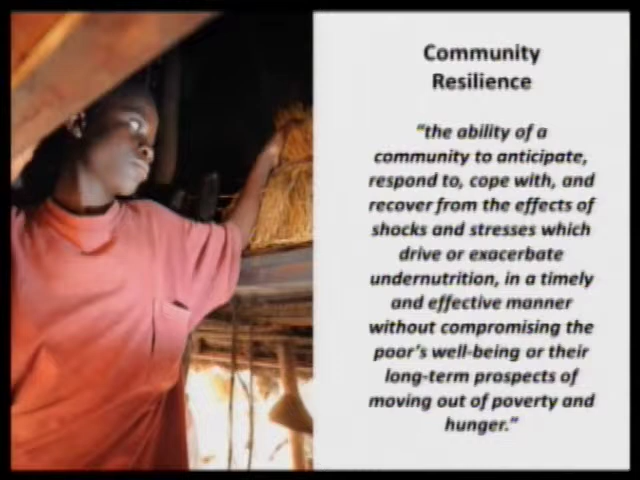 Community
Resilience
"the ability of a
community to anticipate,
respond to, cope with, and
recover from the effects of
shocks and stresses which
drive or exacerbate
undernutrition, in a timely
and effective manner
without compromising the
poor's well-being or their
long-term prospects of
moving out of poverty and
hunger."